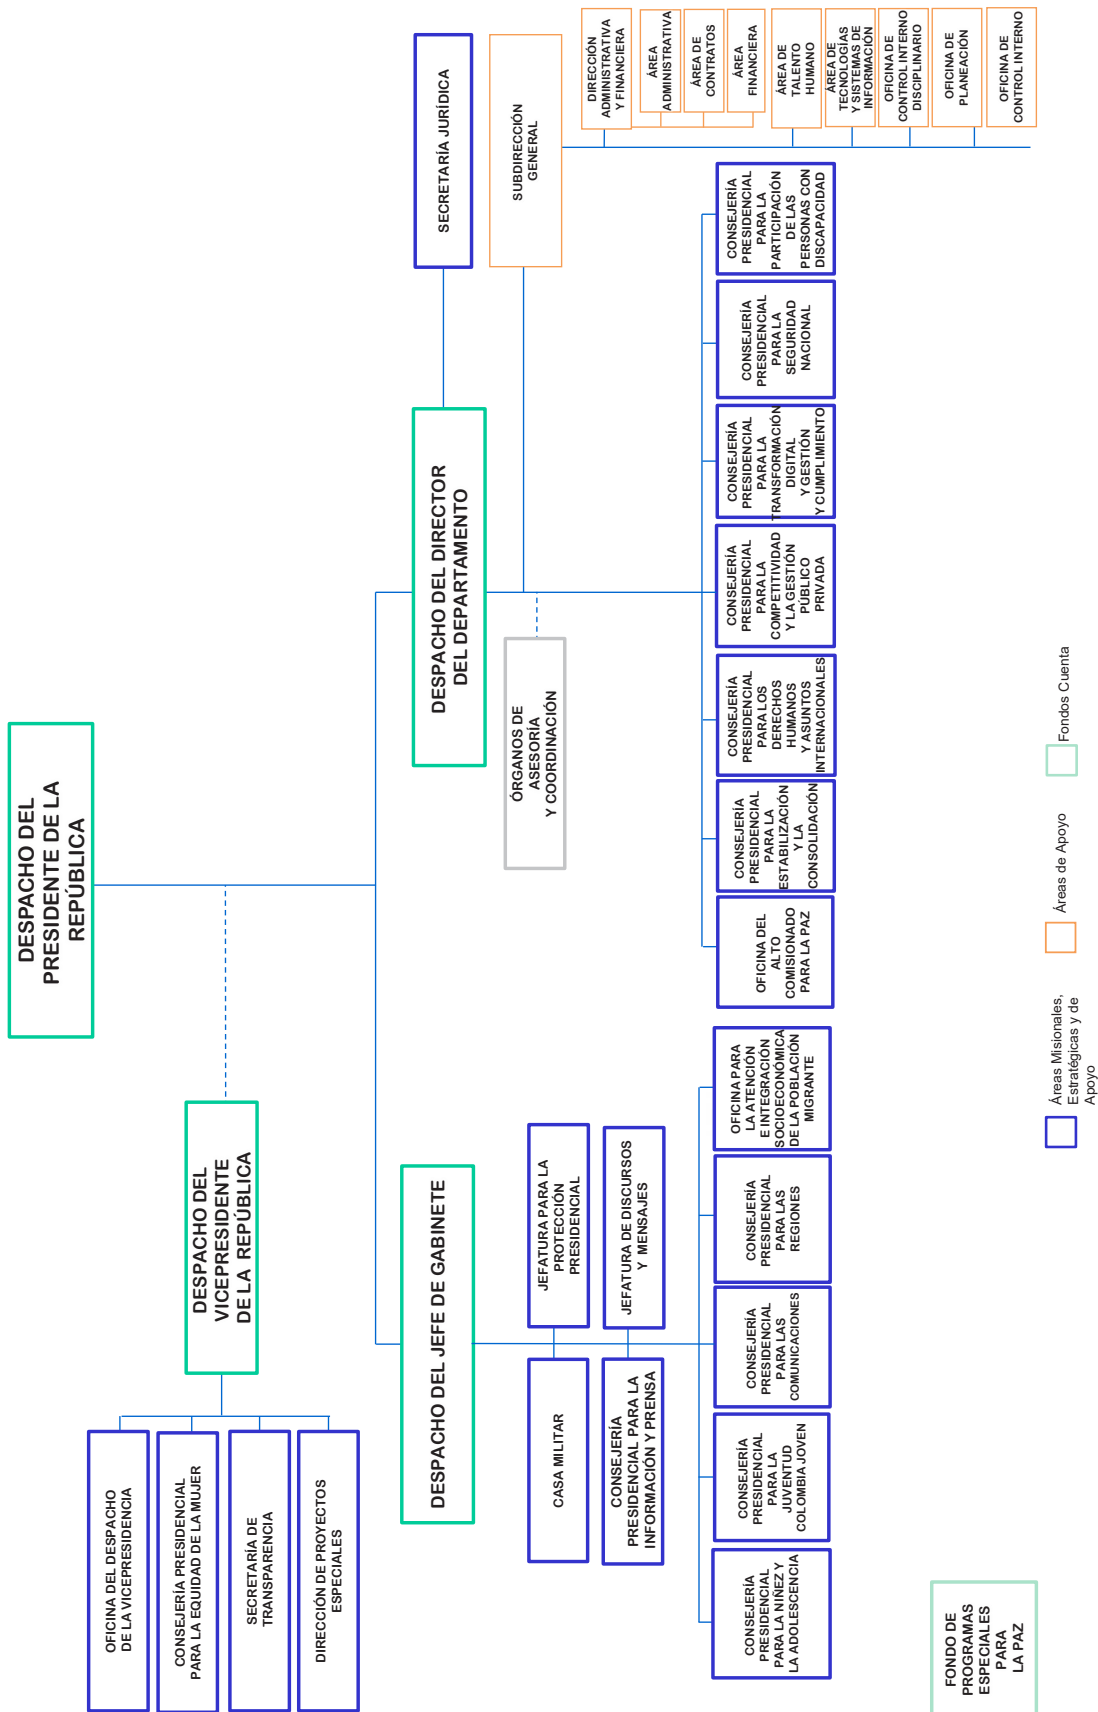 DESPACHO DEL
PRESIDENTE DE LA
REPÚBLICA
DESPACHO DEL
VICEPRESIDENTE
DE LA REPÚBLICA
OFICINA DEL DESPACHO
DE LA VICEPRESIDENCIA
CONSEJERÍA PRESIDENCIAL
PARA LA EQUIDAD DE LA MUJER
SECRETARÍA DE
TRANSPARENCIA
DIRECCIÓN DE PROYECTOS
ESPECIALES
DESPACHO DEL JEFE DE GABINETE
DESPACHO DEL DIRECTOR
DEL DEPARTAMENTO
SECRETARÍA JURÍDICA
SUBDIRECCIÓN
GENERAL
DIRECCIÓN
ADMINISTRATIVA
Y FINANCIERA
ÁREA
ADMINISTRATIVA
ÁREA DE
CONTRATOS
ÁREA
FINANCIERA
ÁREA DE
TALENTO
HUMANO
ÁREA DE
TECNOLOGÍAS
Y SISTEMAS DE
INFORMACIÓN
OFICINA DE
CONTROL INTERNO
DISCIPLINARIO
OFICINA DE
PLANEACIÓN
OFICINA DE
CONTROL INTERNO
ÓRGANOS DE
ASESORÍA
Y COORDINACIÓN
CASA MILITAR
JEFATURA PARA LA
PROTECCIÓN
PRESIDENCIAL
CONSEJERÍA
PRESIDENCIAL PARA LA
INFORMACIÓN Y PRENSA
JEFATURA DE DISCURSOS
Y MENSAJES
CONSEJERÍA
PRESIDENCIAL
PARA LA NIÑEZ Y
LA ADOLESCENCIA
CONSEJERÍA
PRESIDENCIAL
PARA LA
JUVENTUD
COLOMBIA JOVEN
CONSEJERÍA
PRESIDENCIAL
PARA LAS
COMUNICACIONES
CONSEJERÍA
PRESIDENCIAL
PARA LAS
REGIONES
OFICINA PARA
LA ATENCIÓN
E INTEGRACIÓN
SOCIOECONÓMICA
DE LA POBLACIÓN
MIGRANTE
OFICINA DEL
ALTO
COMISIONADO
PARA LA PAZ
CONSEJERÍA
PRESIDENCIAL
PARA LA
ESTABILIZACIÓN
Y LA
CONSOLIDACIÓN
CONSEJERÍA
PRESIDENCIAL
PARA LOS
DERECHOS
HUMANOS
Y ASUNTOS
INTERNACIONALES
CONSEJERÍA
PRESIDENCIAL
PARA LA
COMPETITIVIDAD
Y LA GESTIÓN
PÚBLICO
PRIVADA
CONSEJERÍA
PRESIDENCIAL
PARA LA
TRANSFORMACIÓN
DIGITAL
Y GESTIÓN
Y CUMPLIMIENTO
CONSEJERÍA
PRESIDENCIAL
PARA LA
SEGURIDAD
NACIONAL
CONSEJERÍA
PRESIDENCIAL
PARA LA
PARTICIPACIÓN
DE LAS
PERSONAS CON
DISCAPACIDAD
FONDO DE
PROGRAMAS
ESPECIALES
PARA
LA PAZ
Áreas Misionales,
Estratégicas y de
Apoyo
Áreas de Apoyo
Fondos Cuenta